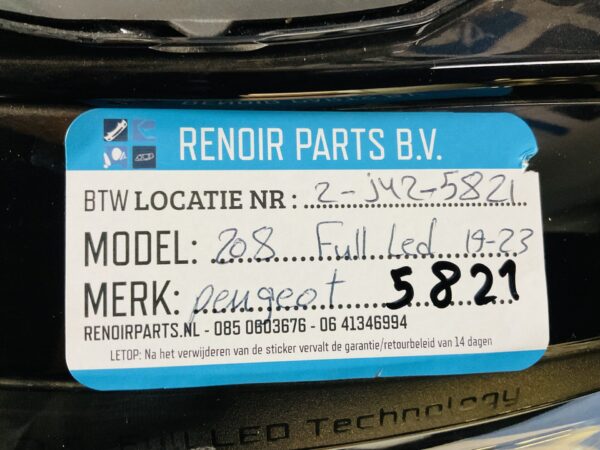 RENOIR PARTS B.V.
BTW LOCATIE NR : 2-J42-5821
MODEL: 208 Full Led 19-23
MERK: peugeot 5821
RENOIRPARTS.NL - 085 0603676 - 06 41346994
LETOP: Na het verwijderen van de sticker vervalt de garantie/retourbeleid van 14 dagen
FULL LED Technology